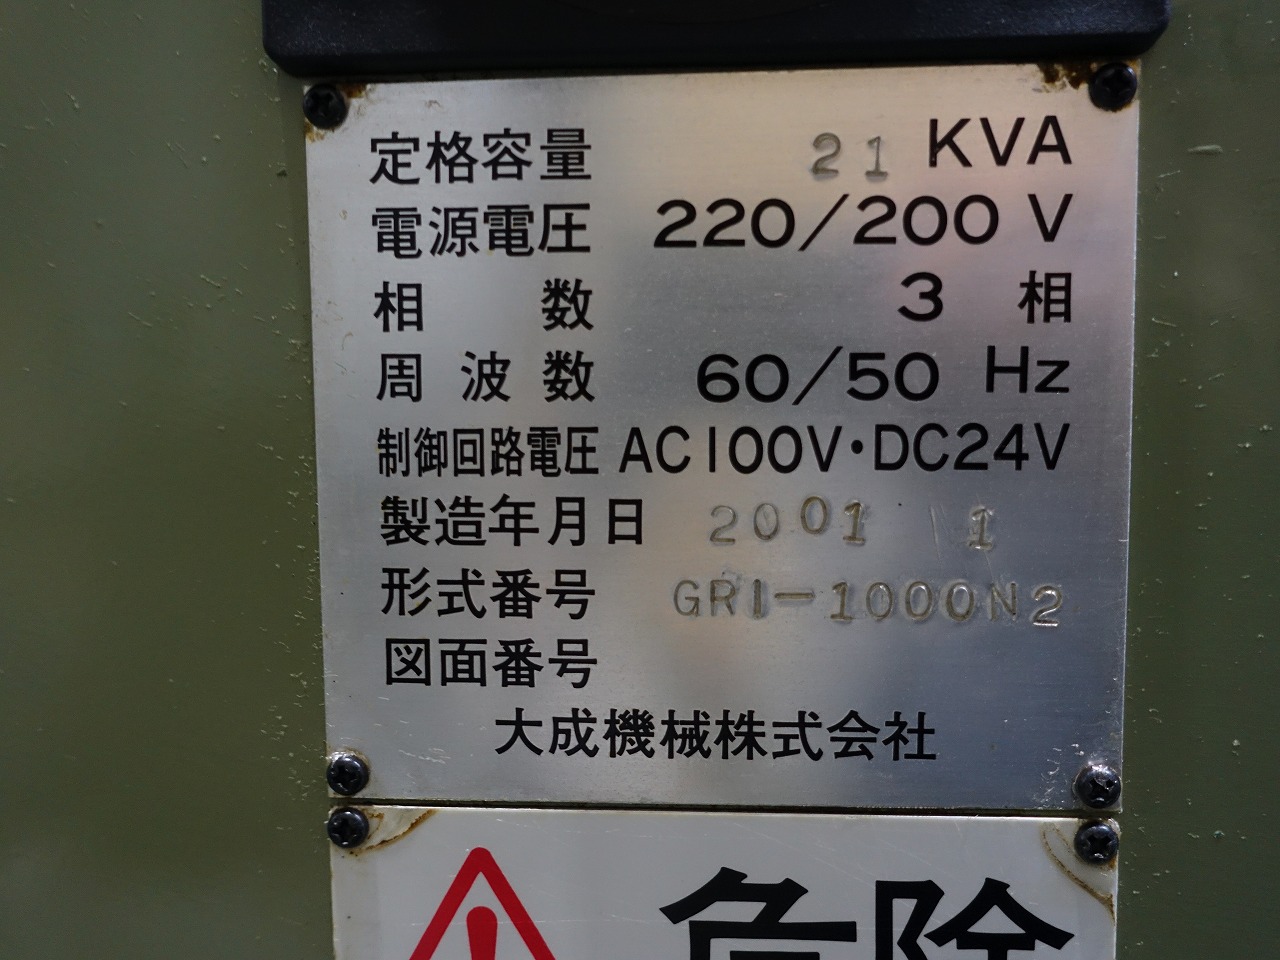 定格容量 21 KVA
電源電圧 220/200 V
相数 3 相
周波数 60/50 Hz
制御回路電圧 AC100V・DC24V
製造年月日 2001 1
形式番号 GRI-1000N2
図面番号
大成機械株式会社
危険